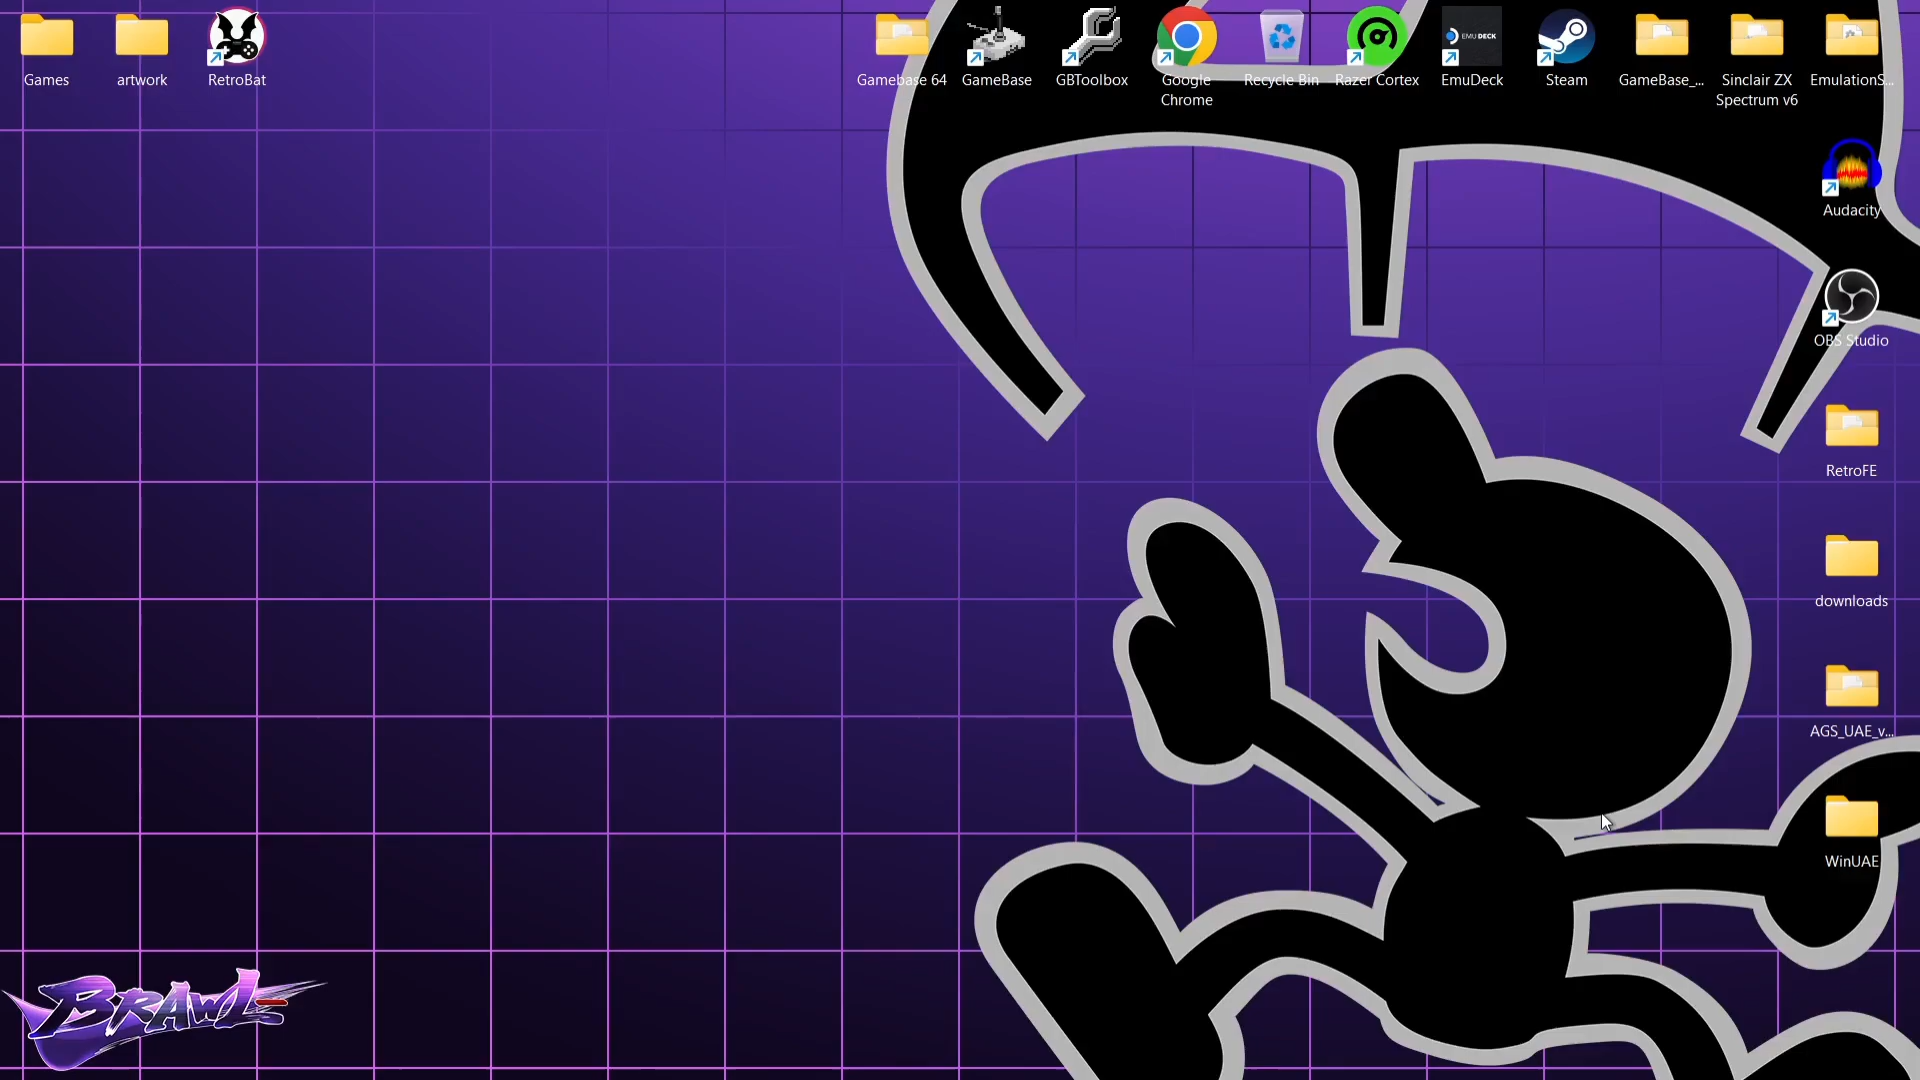 Games
artwork
RetroBat
Gamebase 64
GameBase
GBToolbox
Google
Chrome
Recycle Bin
Razer Cortex
EMUDECK
EmuDeck
Steam
GameBase_...
Sinclair ZX
Spectrum v6
EmulationS...
Audacity
OBS Studio
RetroFE
downloads
AGS_UAE_v...
WinUAE
BRAWL-